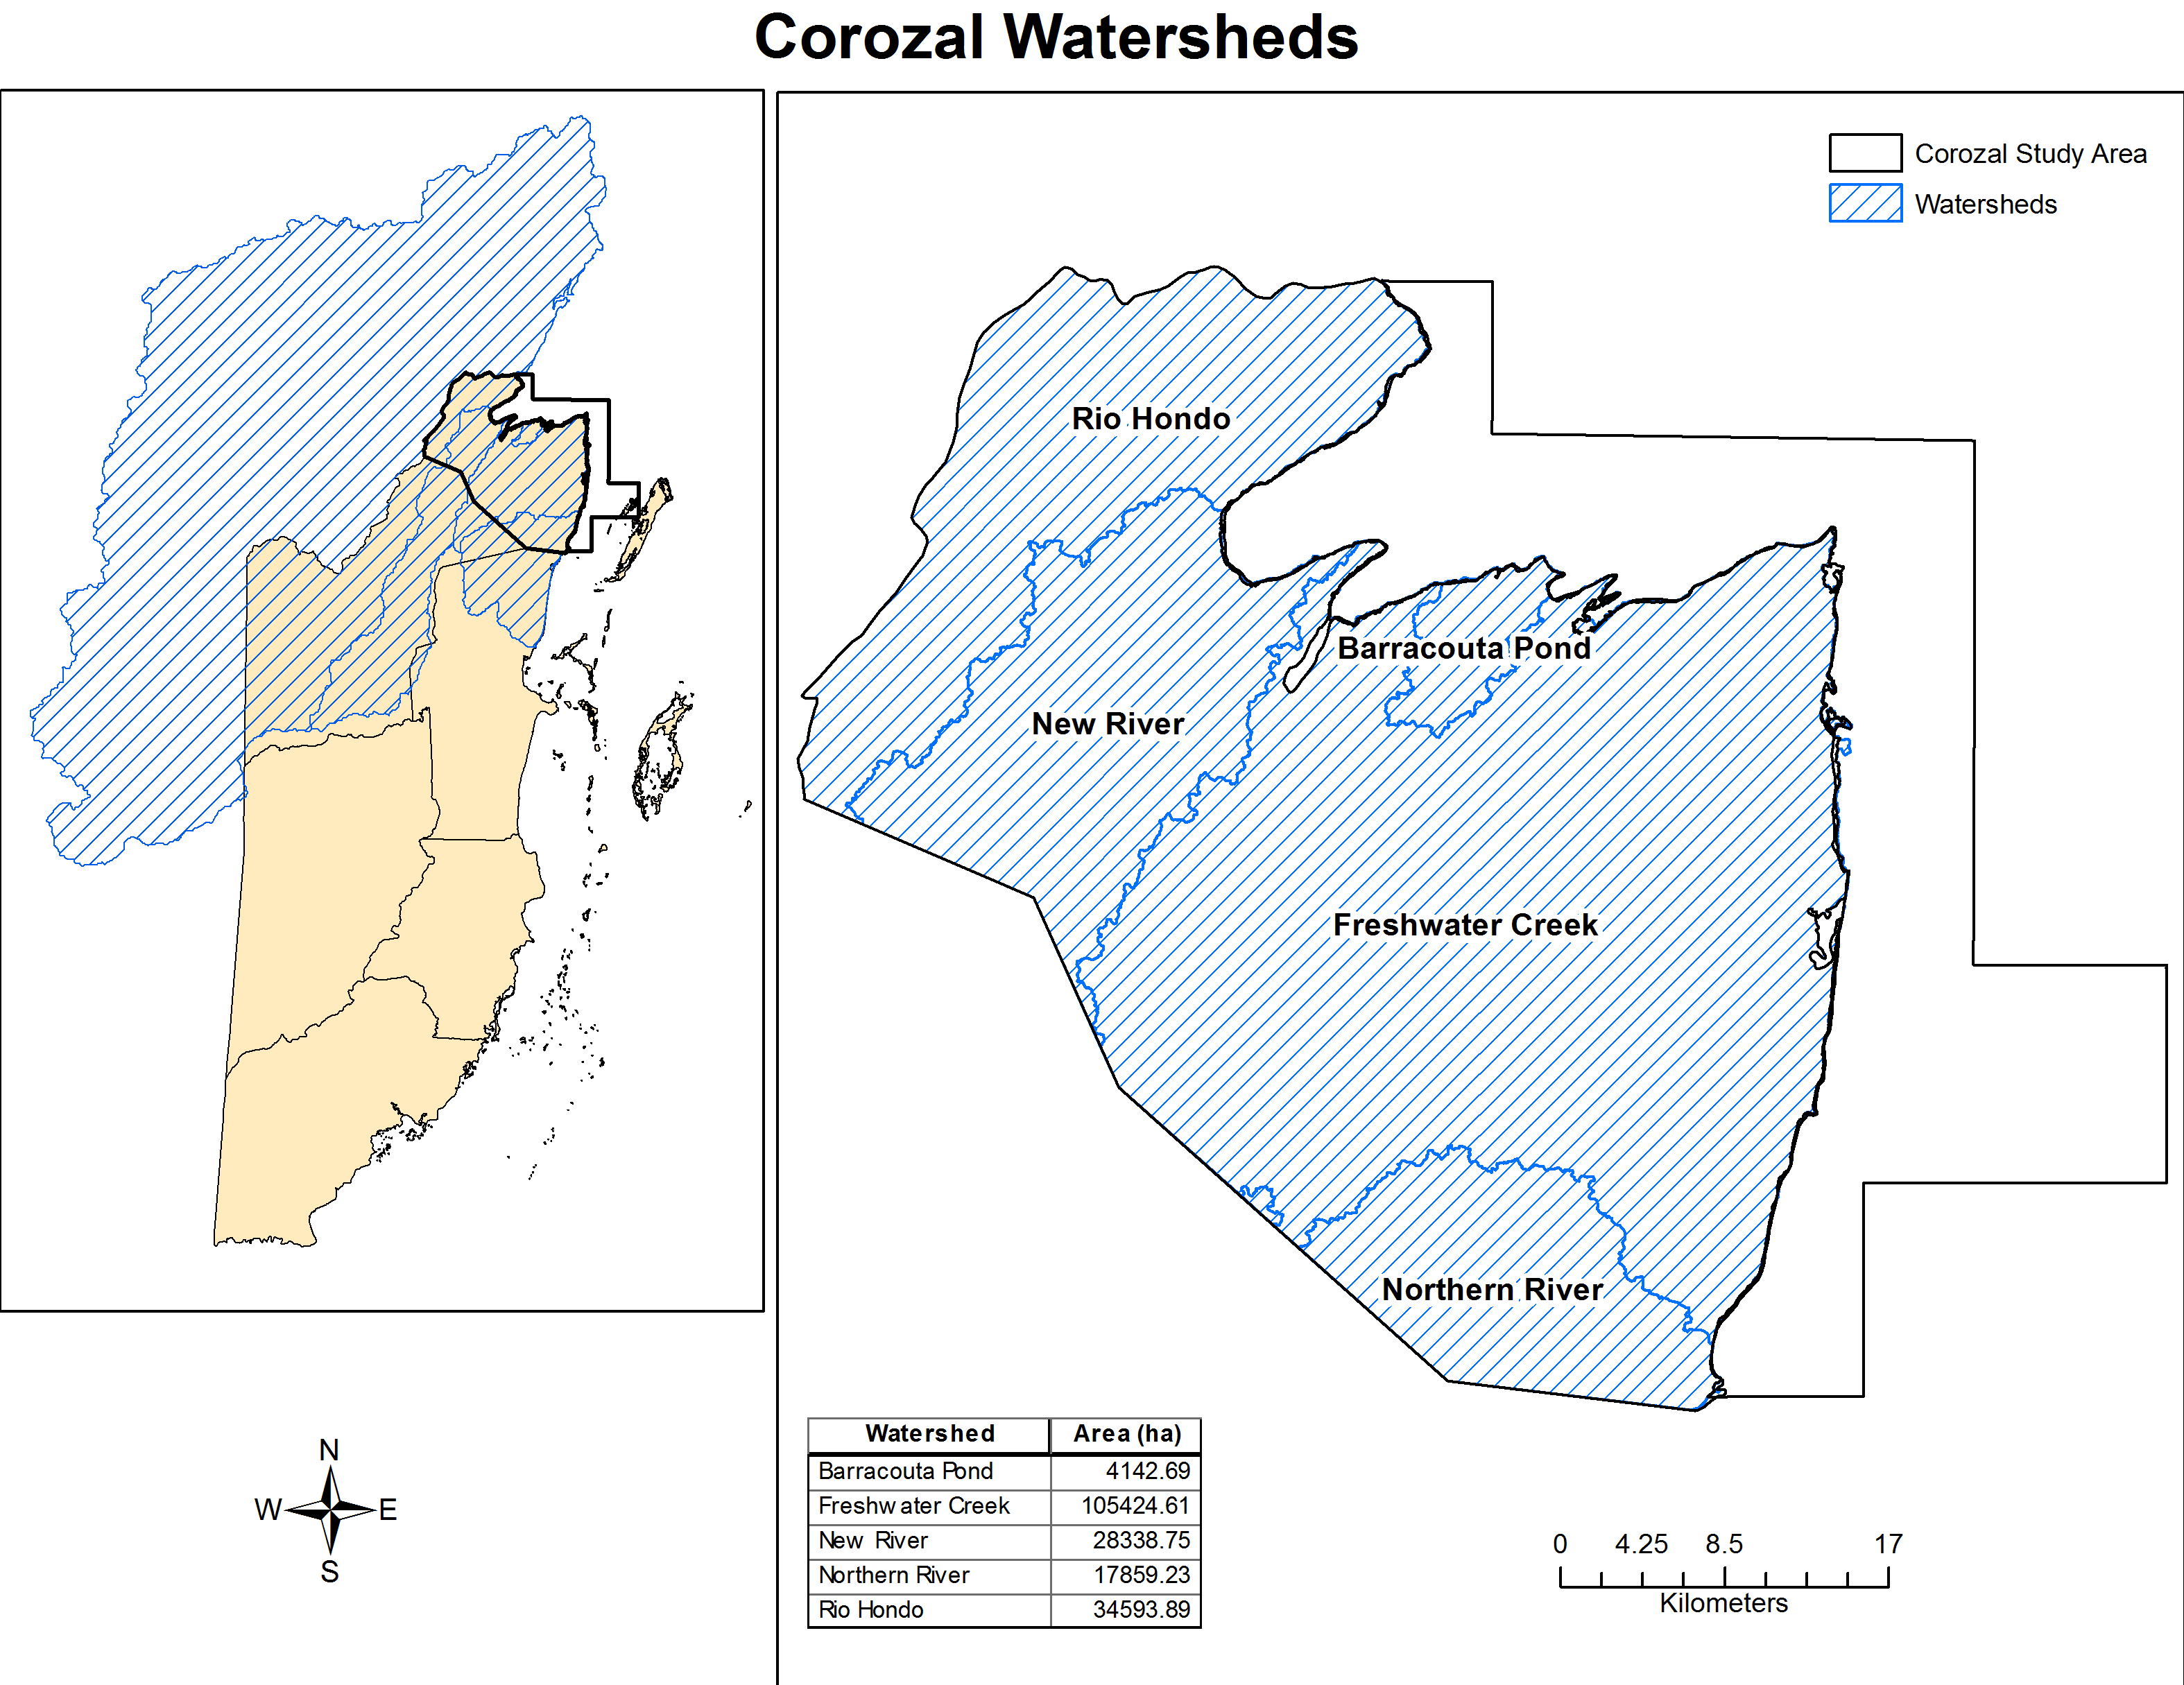 Corozal Watersheds
Corozal Study Area
Watersheds
Rio Hondo
Barracouta Pond
New River
Freshwater Creek
Northern River
Watershed Area (ha)
Barracouta Pond 4142.69
Freshwater Creek 105424.61
New River 28338.75
Northern River 17859.23
Rio Hondo 34593.89
N
W E
S
0 4.25 8.5 17
Kilometers